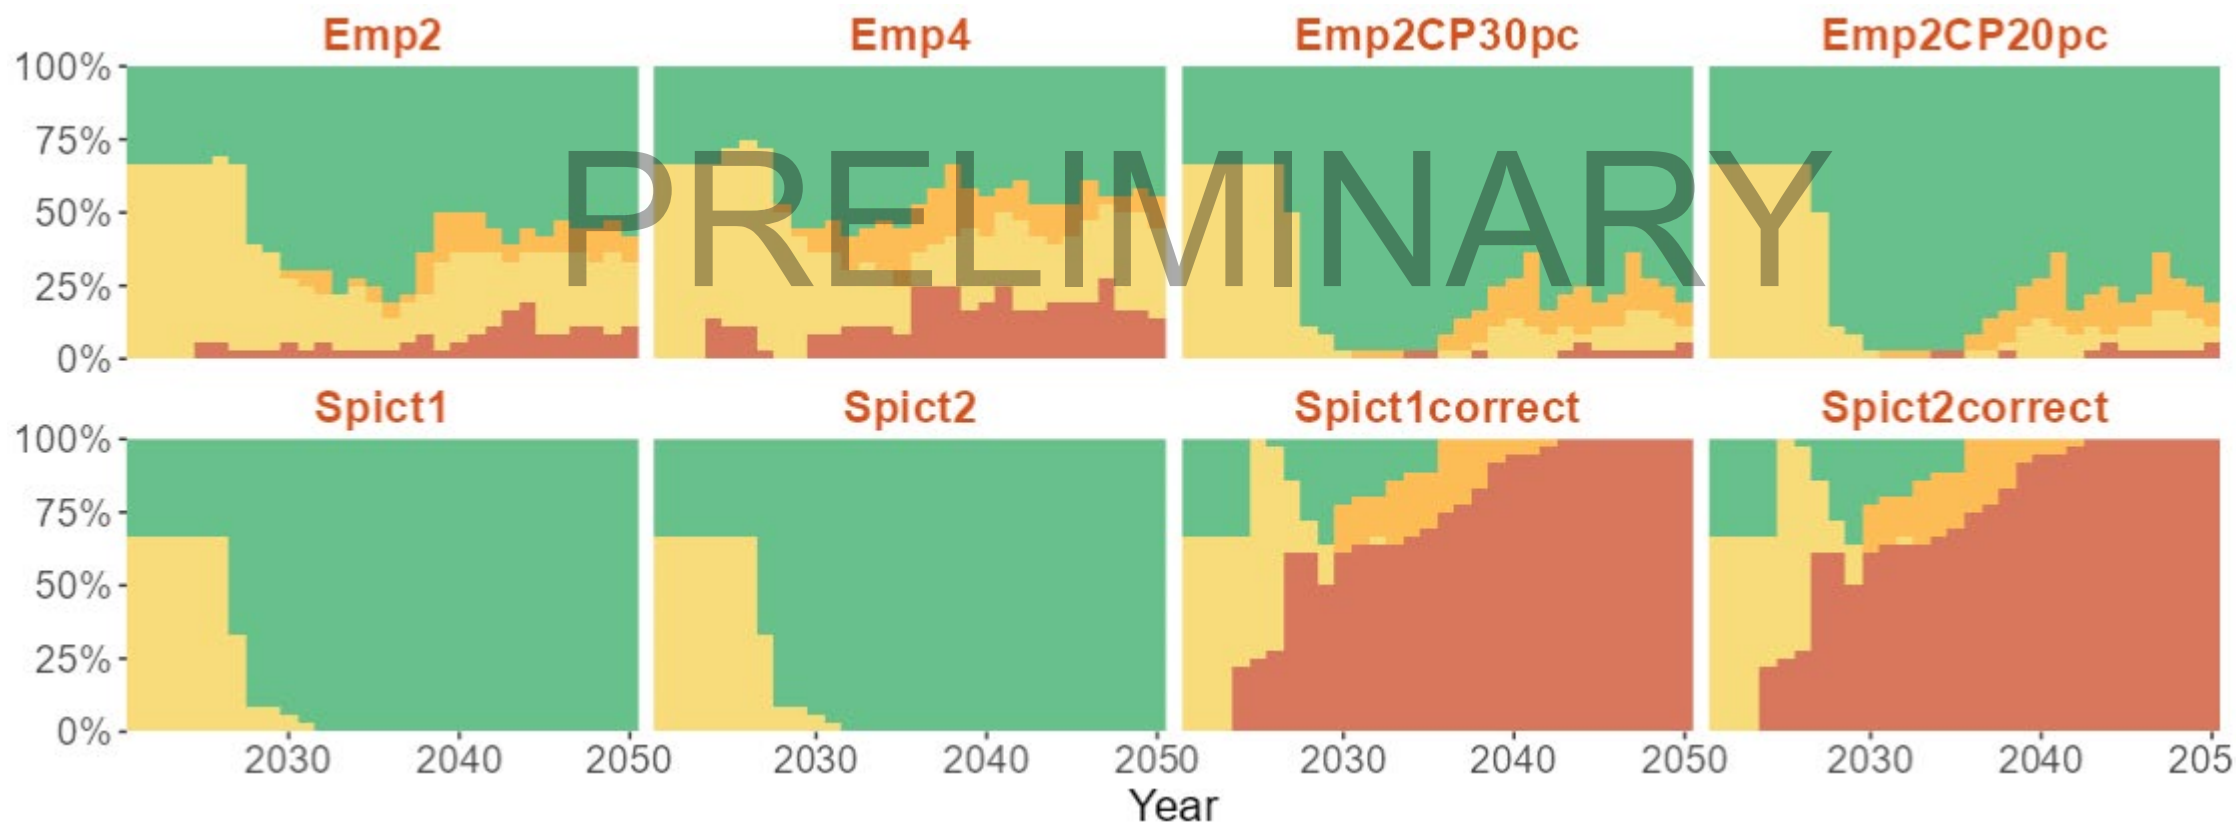 Emp2 Emp4 Emp2CP30pc Emp2CP20pc
100%
75%
PRELIMINARY
50%
25%
0%
Spict1 Spict2 Spict1correct Spict2correct
100%
75%
50%
25%
0%
2030 2040 2050 2030 2040 2050 2030 2040 2050 2030 2040 205
Year